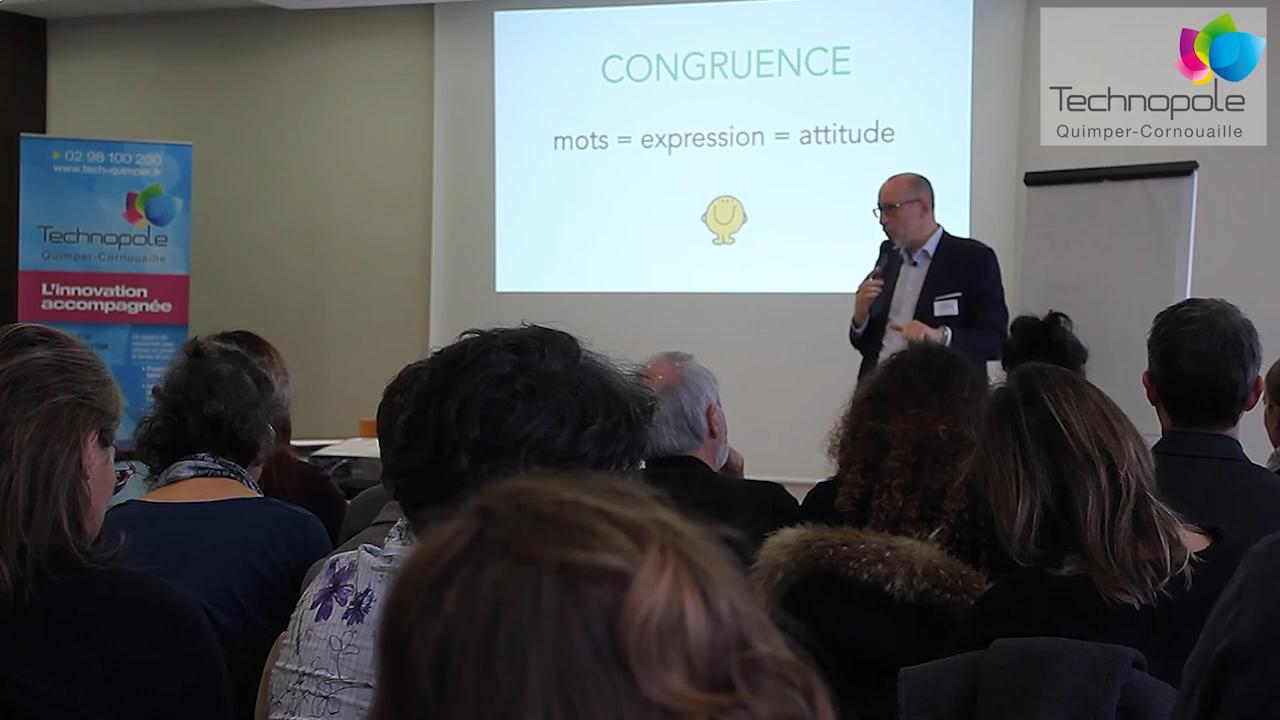 CONGRUENCE
mots = expression = attitude
Technopole
Quimper-Cornouaille
02 98 100 200
www.tech-quimper.fr
Technopole
Quimper-Cornouaille
L'innovation
accompagnée